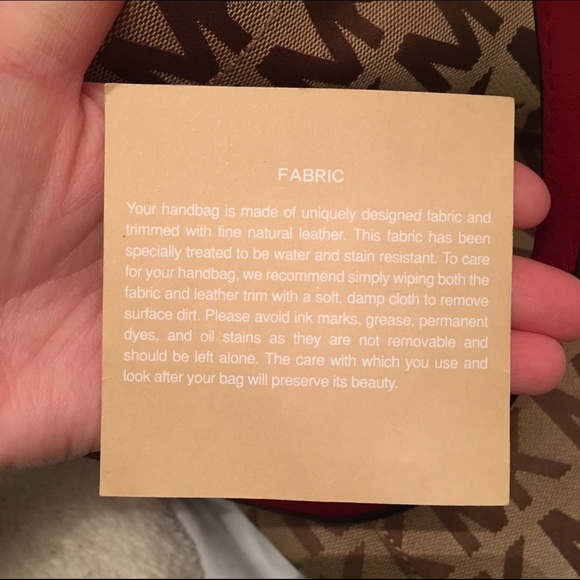 FABRIC
Your handbag is made of uniquely designed fabric and
trimmed with fine natural leather. This fabric has been
specially treated to be water and stain resistant. To care
for your handbag, we recommend simply wiping both the
fabric and leather trim with a soft, damp cloth to remove
surface dirt. Please avoid ink marks, grease, permanent
dyes, and oil stains as they are not removable and
should be left alone. The care with which you use and
look after your bag will preserve its beauty.